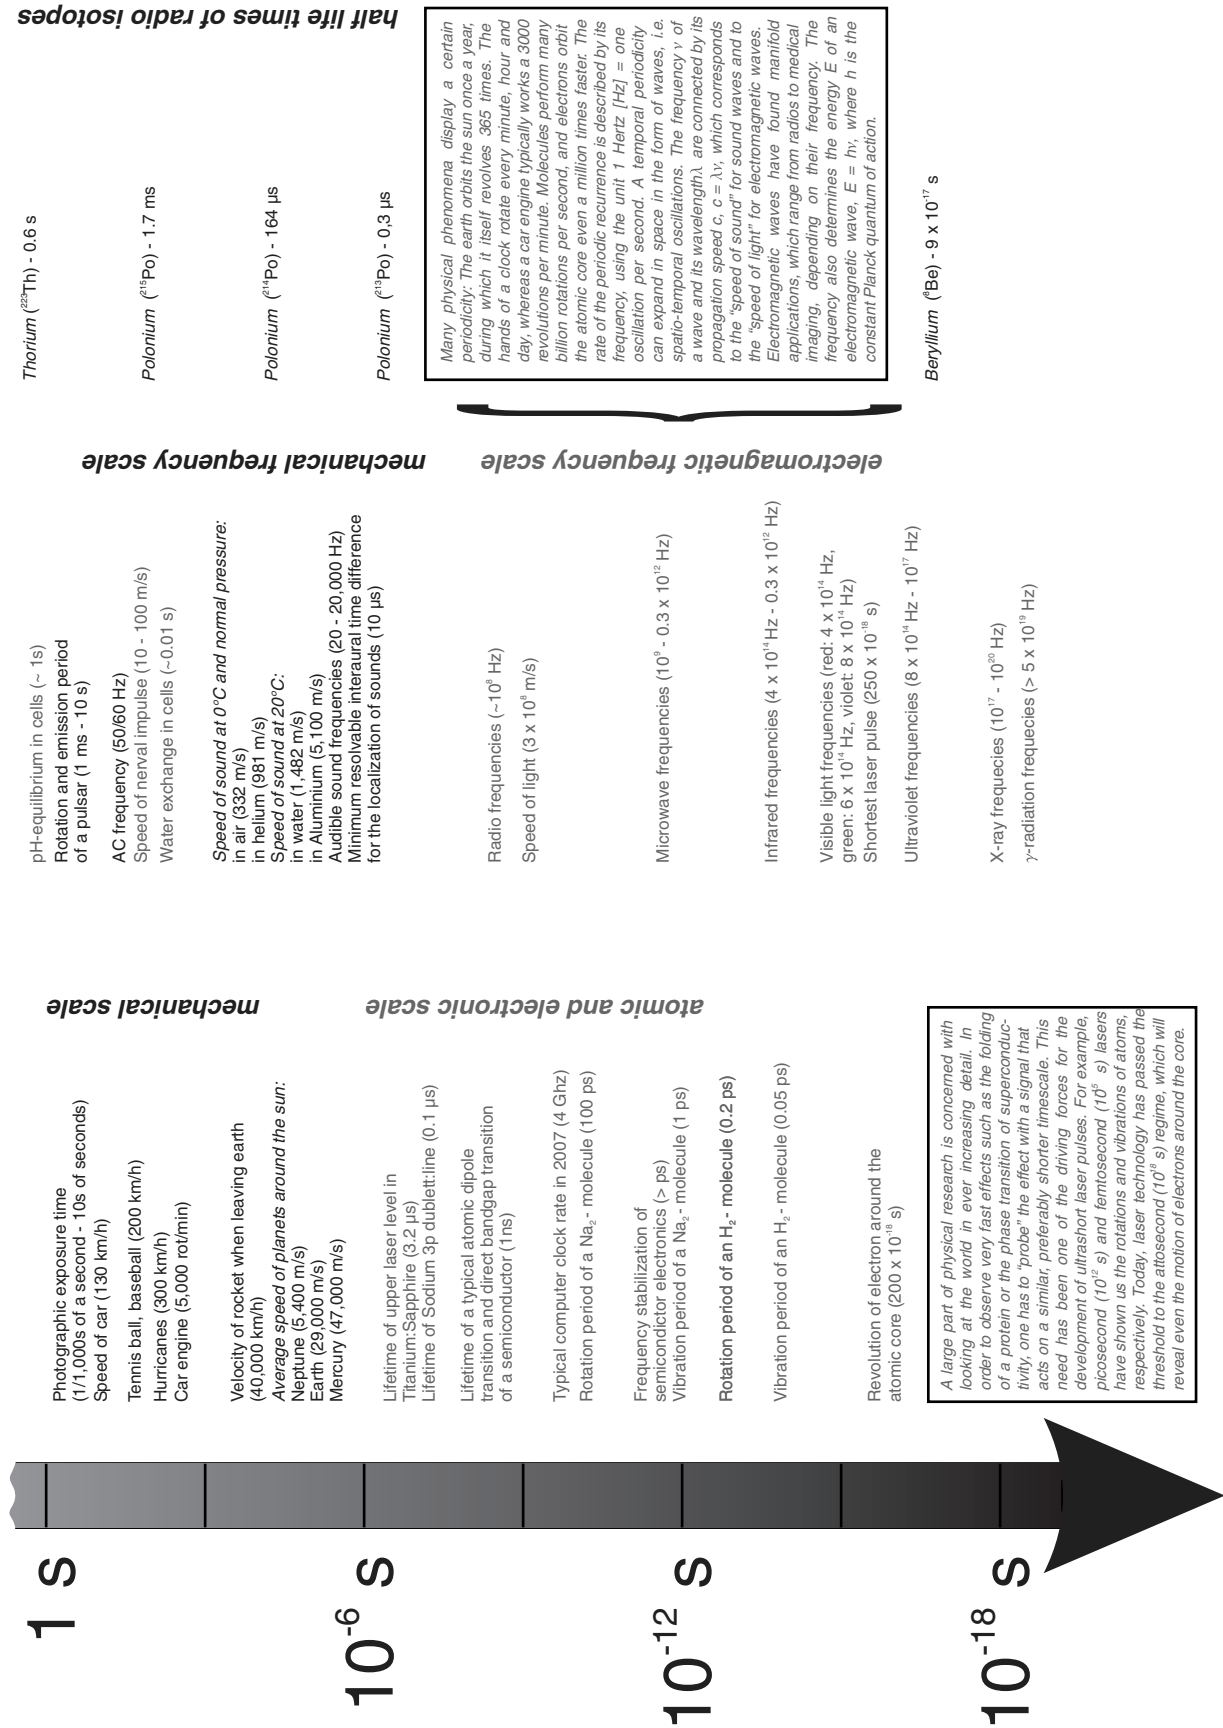 1 s
10⁻⁶ s
10⁻¹² s
10⁻¹⁸ s
Photographic exposure time
(1/1,000s of a second - 10s of seconds)
Speed of car (130 km/h)
Tennis ball, baseball (200 km/h)
Hurricanes (300 km/h)
Car engine (5,000 rot/min)
Velocity of rocket when leaving earth
(40,000 km/h)
Average speed of planets around the sun:
Neptune (5,400 m/s)
Earth (29,000 m/s)
Mercury (47,000 m/s)
Lifetime of upper laser level in
Titanium:Sapphire (3.2 µs)
Lifetime of Sodium 3p dublett:line (0.1 µs)
Lifetime of a typical atomic dipole
transition and direct bandgap transition
of a semiconductor (1ns)
Typical computer clock rate in 2007 (4 Ghz)
Rotation period of a Na₂ - molecule (100 ps)
Frequency stabilization of
semicondictor electronics (> ps)
Vibration period of a Na₂ - molecule (1 ps)
Rotation period of an H₂ - molecule (0.2 ps)
Vibration period of an H₂ - molecule (0.05 ps)
Revolution of electron around the
atomic core (200 x 10⁻¹⁸ s)
A large part of physical research is concerned with
looking at the world in ever increasing detail. In
order to observe very fast effects such as the folding
of a protein or the phase transition of superconduc-
tivity, one has to "probe" the effect with a signal that
acts on a similar, preferably shorter timescale. This
need has been one of the driving forces for the
development of ultrashort laser pulses. For example,
picosecond (10⁻¹² s) and femtosecond (10⁻⁵ s) lasers
have shown us the rotations and vibrations of atoms,
respectively. Today, laser technology has passed the
threshold to the attosecond (10⁻¹⁸ s) regime, which will
reveal even the motion of electrons around the core.
mechanical scale
atomic and electronic scale
pH-equilibrium in cells (~ 1s)
Rotation and emission period
of a pulsar (1 ms - 10 s)
AC frequency (50/60 Hz)
Speed of nerval impulse (10 - 100 m/s)
Water exchange in cells (~0.01 s)
Speed of sound at 0°C and normal pressure:
in air (332 m/s)
in helium (981 m/s)
Speed of sound at 20°C:
in water (1,482 m/s)
in Aluminium (5,100 m/s)
Audible sound frequencies (20 - 20,000 Hz)
Minimum resolvable interaural time difference
for the localization of sounds (10 µs)
Radio frequencies (~10⁸ Hz)
Speed of light (3 x 10⁸ m/s)
Microwave frequencies (10⁹ - 0.3 x 10¹² Hz)
Infrared frequencies (4 x 10¹⁴ Hz - 0.3 x 10¹² Hz)
Visible light frequencies (red: 4 x 10¹⁴ Hz,
green: 6 x 10¹⁴ Hz, violet: 8 x 10¹⁴ Hz)
Shortest laser pulse (250 x 10⁻¹⁸ s)
Ultraviolet frequencies (8 x 10¹⁴ Hz - 10¹⁷ Hz)
X-ray frequecies (10¹⁷ - 10²⁰ Hz)
γ-radiation frequecies (> 5 x 10¹⁹ Hz)
mechanical frequency scale
electromagnetic frequency scale
Thorium (²²³Th) - 0.6 s
Polonium (²¹⁵Po) - 1.7 ms
Polonium (²¹⁴Po) - 164 µs
Polonium (²¹³Po) - 0,3 µs
Many physical phenomena display a certain
periodicity: The earth orbits the sun once a year,
during which it itself revolves 365 times. The
hands of a clock rotate every minute, hour and
day, whereas a car engine typically works a 3000
revolutions per minute. Molecules perform many
billion rotations per second, and electrons orbit
the atomic core even a million times faster. The
rate of the periodic recurrence is described by its
frequency, using the unit 1 Hertz [Hz] = one
oscillation per second. A temporal periodicity
can expand in space in the form of waves, i.e.
spatio-temporal oscillations. The frequency ν of
a wave and its wavelengthλ are connected by its
propagation speed c, c = λν, which corresponds
to the "speed of sound" for sound waves and to
the "speed of light" for electromagnetic waves.
Electromagnetic waves have found manifold
applications, which range from radios to medical
imaging, depending on their frequency. The
frequency also determines the energy E of an
electromagnetic wave, E = hν, where h is the
constant Planck quantum of action.
Beryllium (⁸Be) - 9 x 10⁻¹⁷ s
half life times of radio isotopes